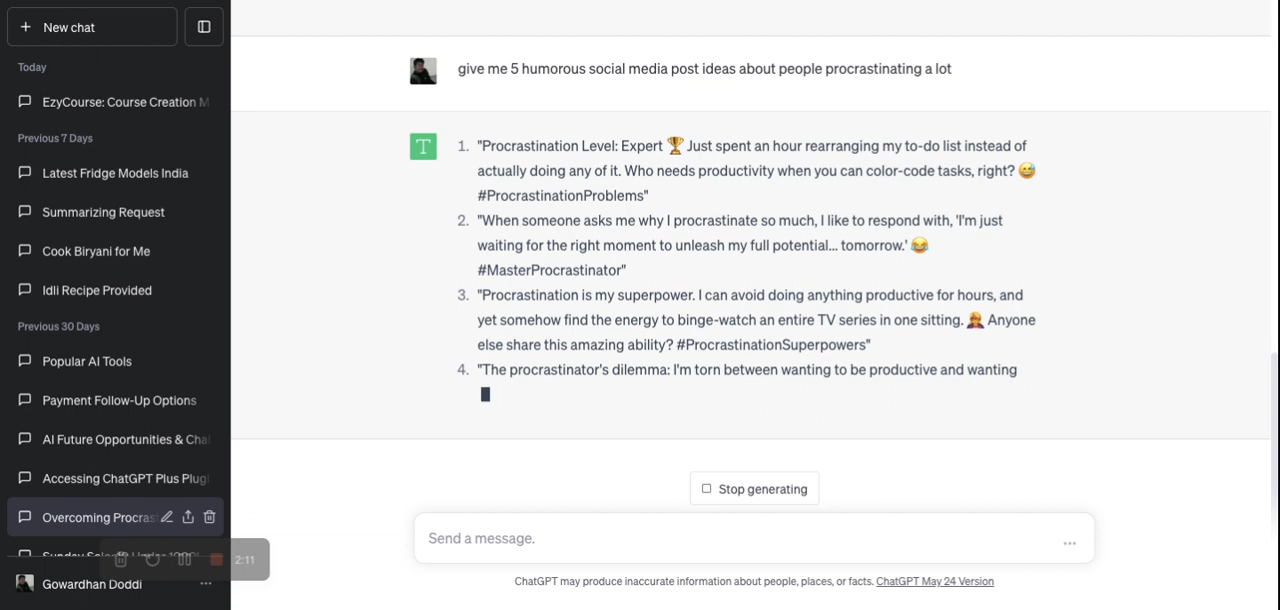 New chat
Today
EzyCourse: Course Creation M
Previous 7 Days
Latest Fridge Models India
Summarizing Request
Cook Biryani for Me
Idli Recipe Provided
Previous 30 Days
Popular AI Tools
Payment Follow-Up Options
AI Future Opportunities & Cha
Accessing ChatGPT Plus Plug
Overcoming Procras
Sunday
2:11
Gowardhan Doddi
give me 5 humorous social media post ideas about people procrastinating a lot
T
1. "Procrastination Level: Expert 🏆 Just spent an hour rearranging my to-do list instead of
actually doing any of it. Who needs productivity when you can color-code tasks, right? 😅
#ProcrastinationProblems"
2. "When someone asks me why I procrastinate so much, I like to respond with, 'I'm just
waiting for the right moment to unleash my full potential... tomorrow.' 😂
#MasterProcrastinator"
3. "Procrastination is my superpower. I can avoid doing anything productive for hours, and
yet somehow find the energy to binge-watch an entire TV series in one sitting. 🦸 Anyone
else share this amazing ability? #ProcrastinationSuperpowers"
4. "The procrastinator's dilemma: I'm torn between wanting to be productive and wanting
Stop generating
Send a message.
ChatGPT may produce inaccurate information about people, places, or facts. ChatGPT May 24 Version